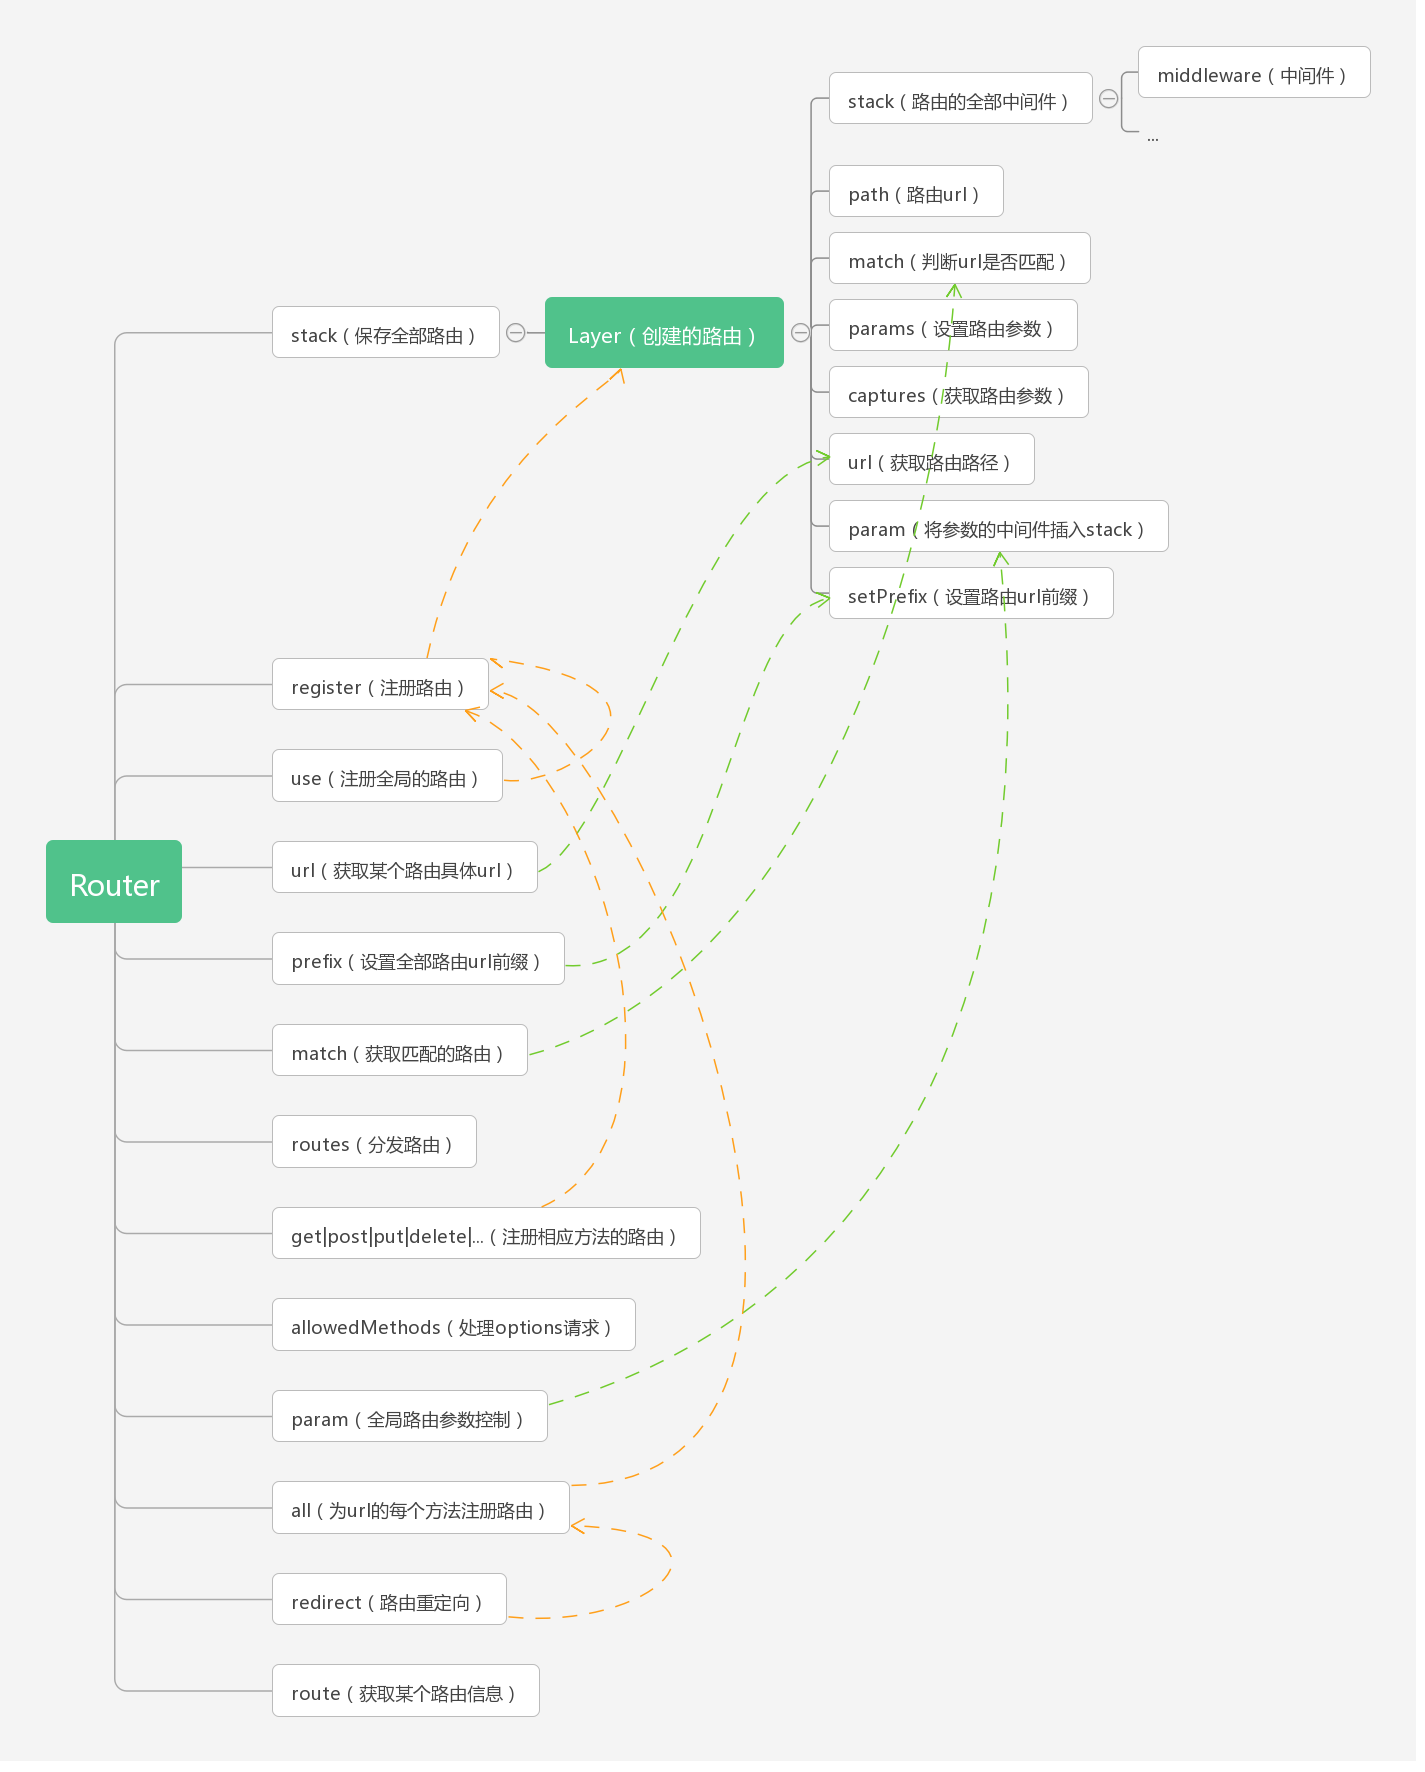 middleware（中间件）
stack（路由的全部中间件）
...
path（路由url）
match（判断url是否匹配）
params（设置路由参数）
stack（保存全部路由）
Layer（创建的路由）
captures（获取路由参数）
url（获取路由路径）
param（将参数的中间件插入stack）
setPrefix（设置路由url前缀）
register（注册路由）
use（注册全局的路由）
url（获取某个路由具体url）
Router
prefix（设置全部路由url前缀）
match（获取匹配的路由）
routes（分发路由）
get|post|put|delete|...（注册相应方法的路由）
allowedMethods（处理options请求）
param（全局路由参数控制）
all（为url的每个方法注册路由）
redirect（路由重定向）
route（获取某个路由信息）